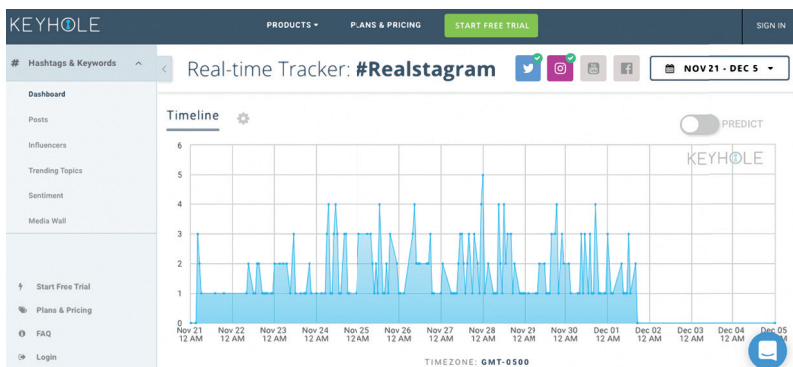 KEYHOLE
PRODUCTS
PLANS & PRICING
START FREE TRIAL
SIGN IN
# Hashtags & Keywords
Dashboard
Posts
Influencers
Trending Topics
Sentiment
Media Wall
Start Free Trial
Plans & Pricing
FAQ
Login
Real-time Tracker: #Realstagram
NOV 21 - DEC 5
Timeline
PREDICT
KEYHOLE
6
5
4
3
2
1
0
Nov 21 Nov 22 Nov 23 Nov 24 Nov 25 Nov 26 Nov 27 Nov 28 Nov 29 Nov 30 Dec 01 Dec 02 Dec 03 Dec 04 Dec 05
12 AM 12 AM 12 AM 12 AM 12 AM 12 AM 12 AM 12 AM 12 AM 12 AM 12 AM 12 AM 12 AM 12 AM
TIMEZONE: GMT-0500